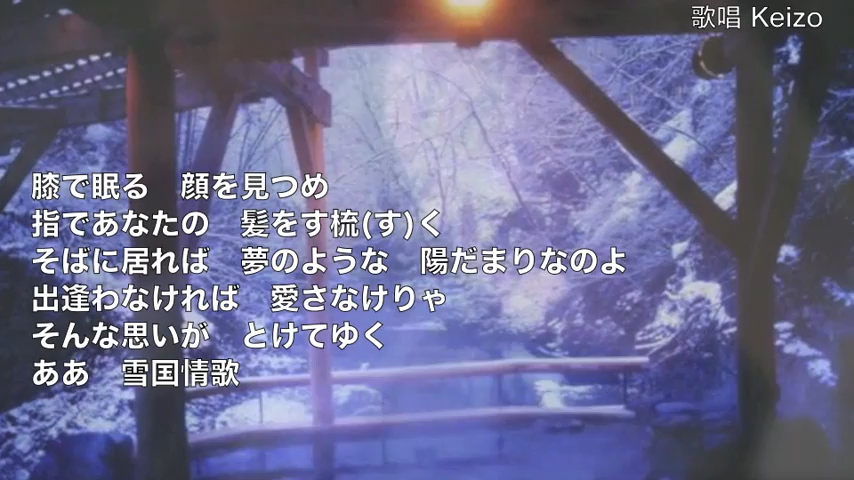 歌唱 Keizo
膝で眠る　顔を見つめ
指であなたの　髪をす梳(す)く
そばに居れば　夢のような　陽だまりなのよ
出逢わなければ　愛さなけりゃ
そんな思いが　とけてゆく
ああ　雪国情歌